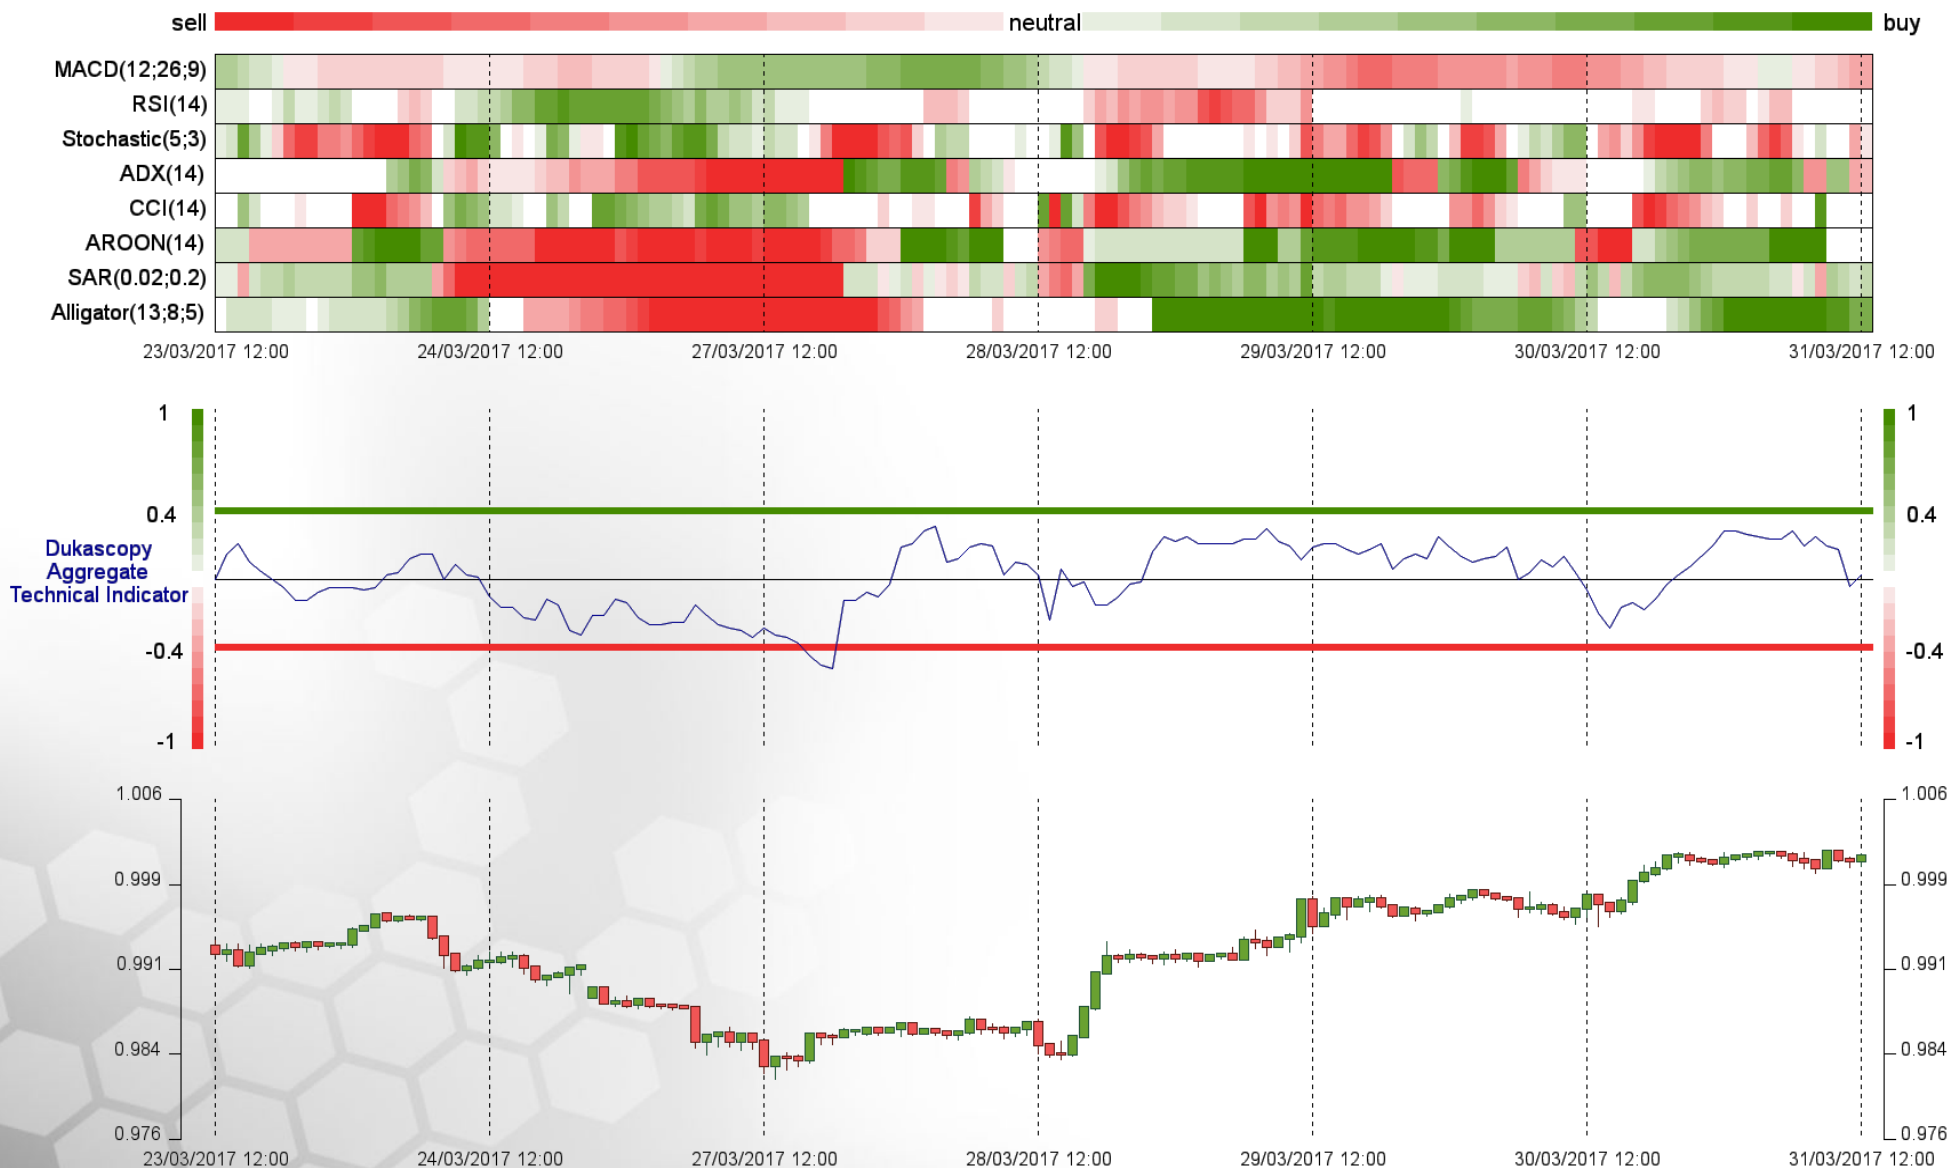 sell neutral buy
MACD(12;26;9)
RSI(14)
Stochastic(5;3)
ADX(14)
CCI(14)
AROON(14)
SAR(0.02;0.2)
Alligator(13;8;5)
23/03/2017 12:00 24/03/2017 12:00 27/03/2017 12:00 28/03/2017 12:00 29/03/2017 12:00 30/03/2017 12:00 31/03/2017 12:00
1 1
0.4 0.4
Dukascopy
Aggregate
Technical Indicator
-0.4 -0.4
-1 -1
1.006 1.006
0.999 0.999
0.991 0.991
0.984 0.984
0.976 0.976
23/03/2017 12:00 24/03/2017 12:00 27/03/2017 12:00 28/03/2017 12:00 29/03/2017 12:00 30/03/2017 12:00 31/03/2017 12:00